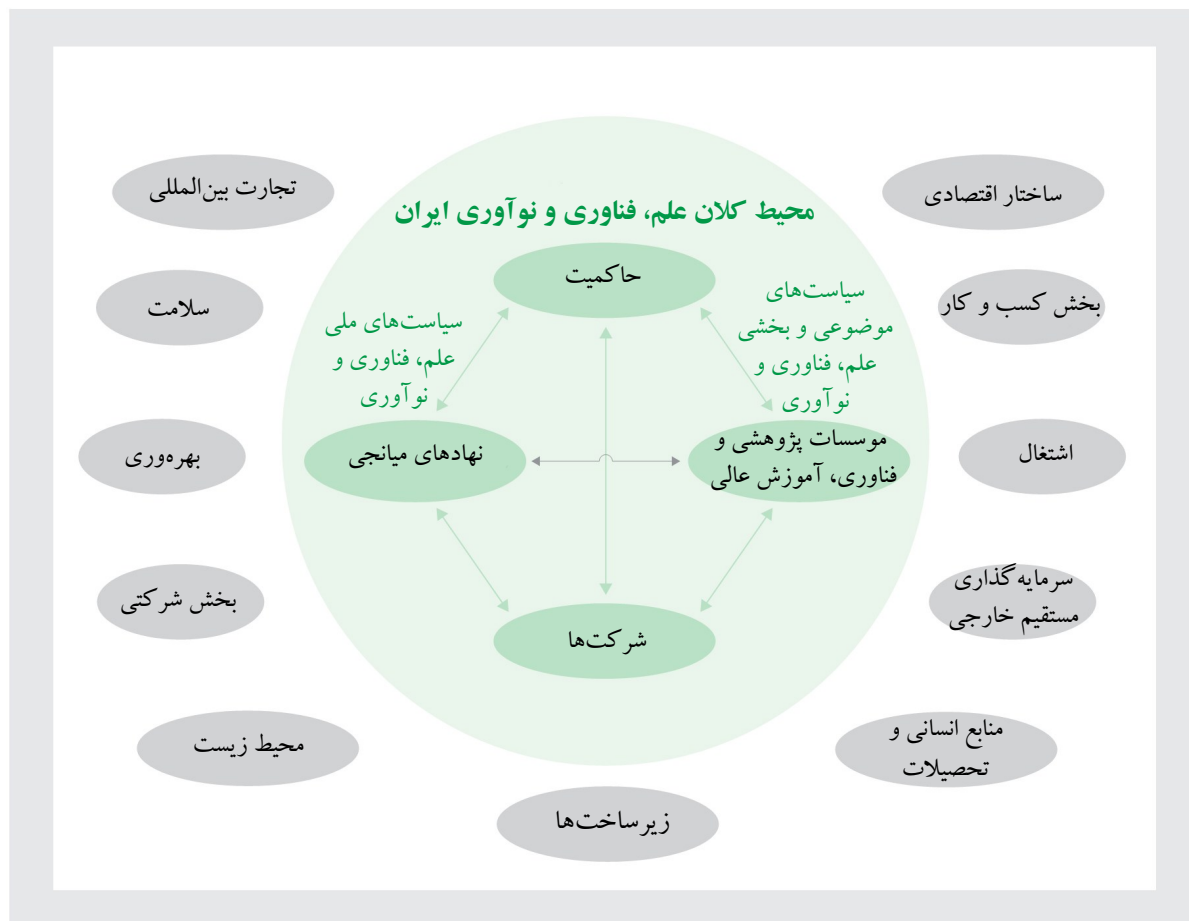 محیط کلان علم، فناوری و نوآوری ایران
حاکمیت
سیاست‌های
موضوعی و بخشی
علم، فناوری و
نوآوری
سیاست‌های ملی
علم، فناوری و
نوآوری
موسسات پژوهشی و
فناوری، آموزش عالی
نهادهای میانجی
شرکت‌ها
ساختار اقتصادی
بخش کسب و کار
اشتغال
سرمایه‌گذاری
مستقیم خارجی
منابع انسانی و
تحصیلات
زیرساخت‌ها
تجارت بین‌المللی
سلامت
بهره‌وری
بخش شرکتی
محیط زیست